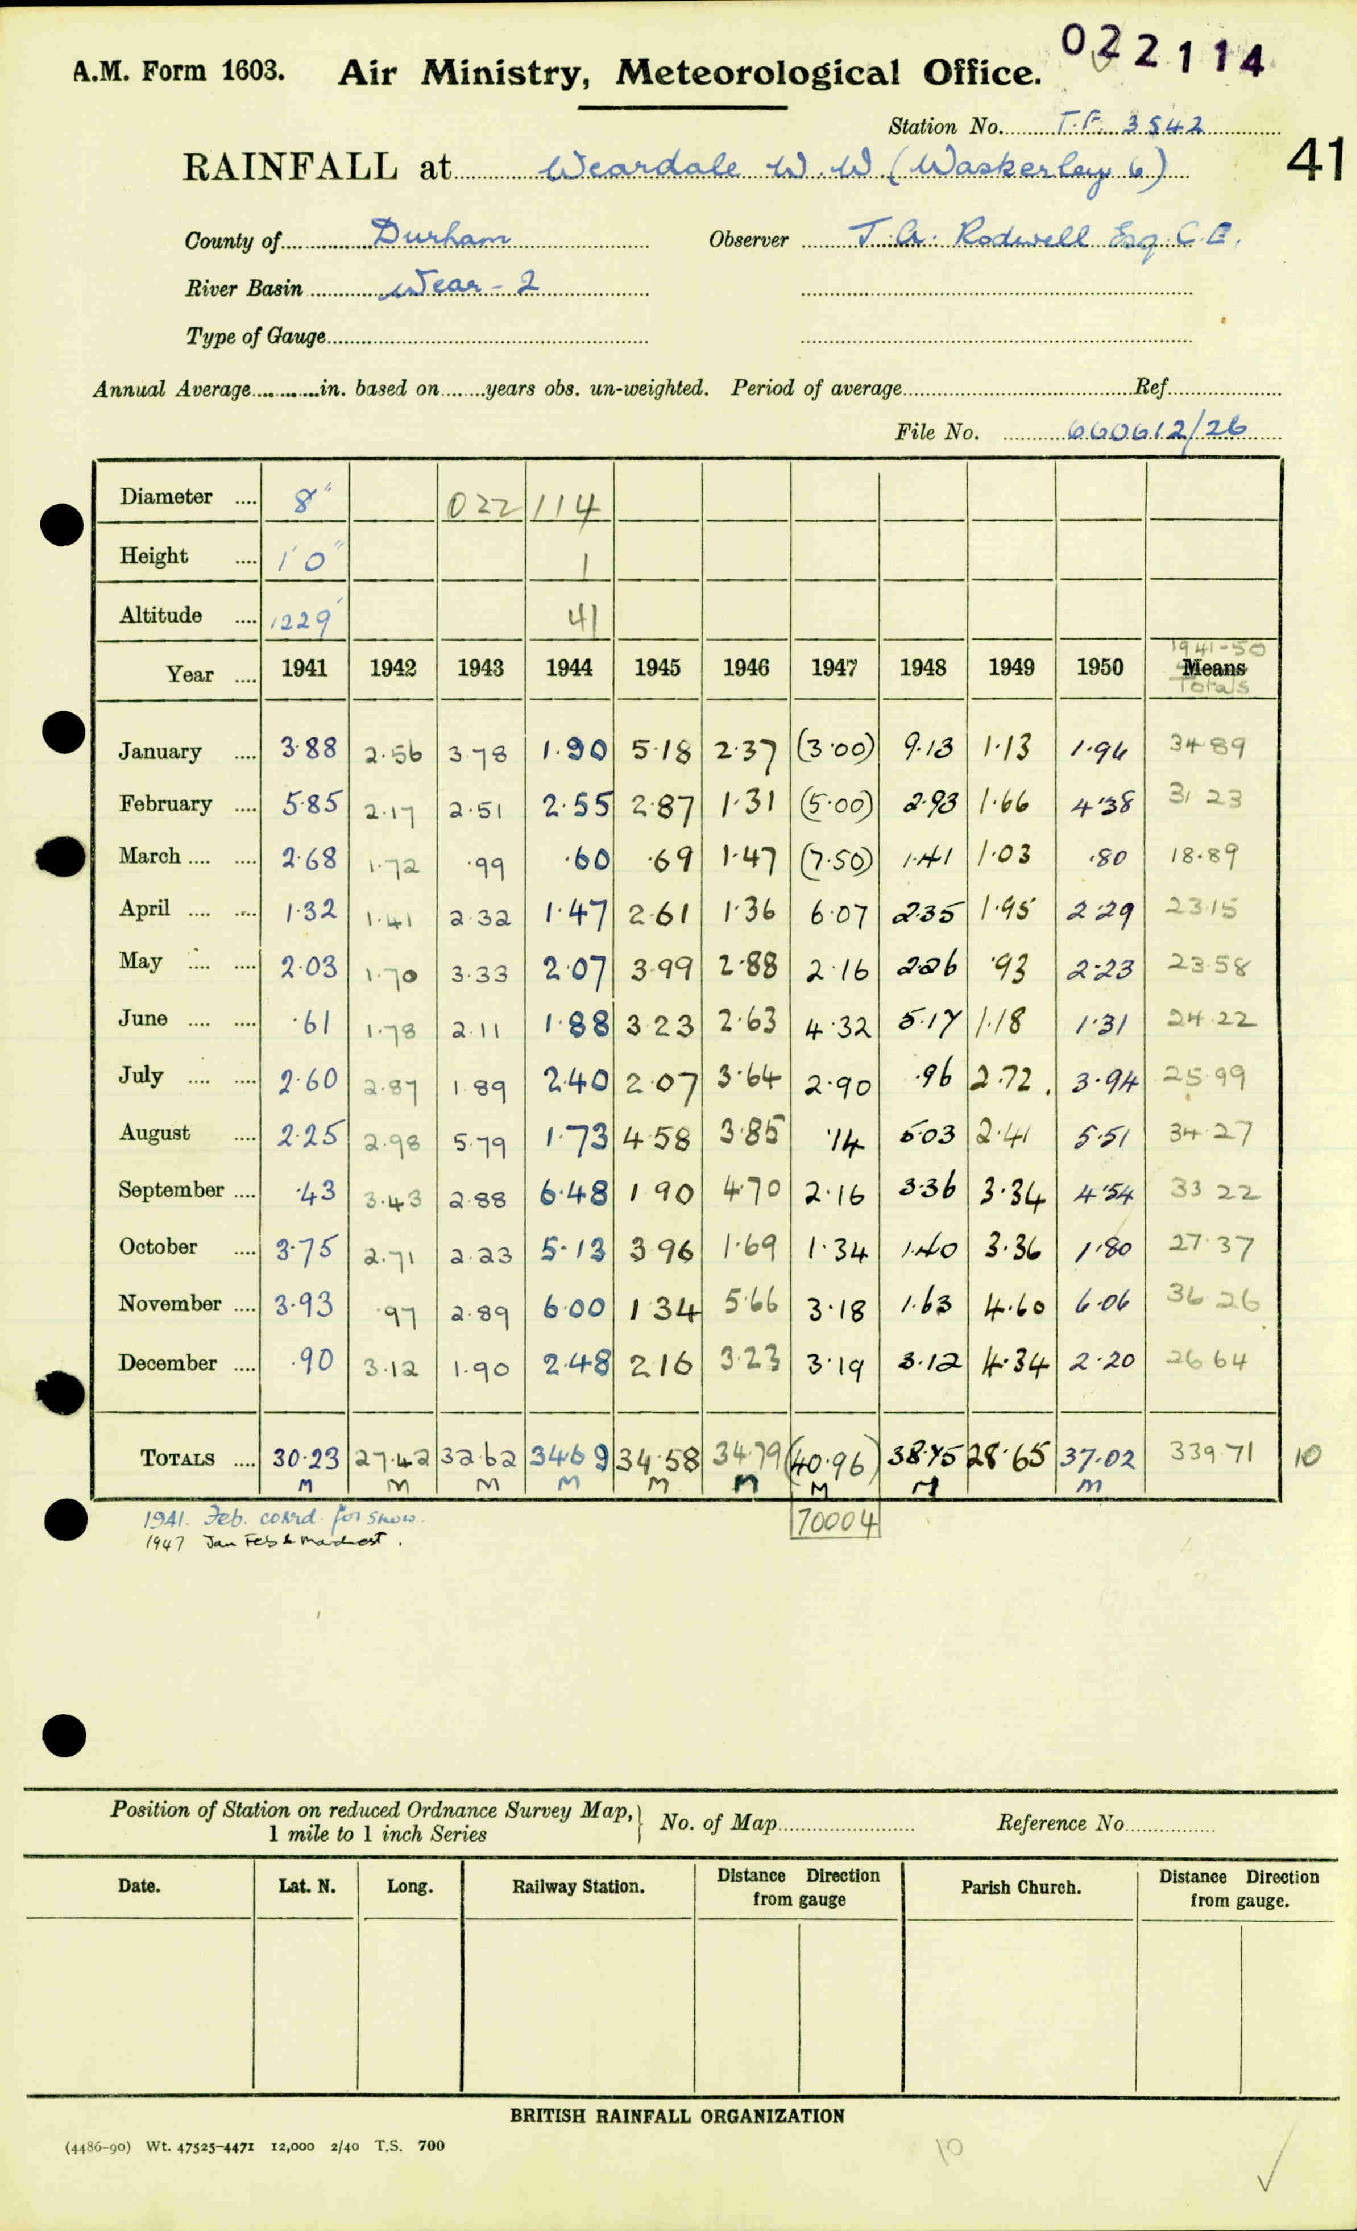 022114
A.M. Form 1603. Air Ministry, Meteorological Office.
Station No. T.F. 3542
41
RAINFALL at Weardale W.W (Waskerley 6)
County of Durham Observer J.A. Rodwell Esq. C.E.
River Basin Wear - 2
Type of Gauge
Annual Average in. based on years obs. un-weighted. Period of average Ref.
File No. 660612/26
Diameter .... 8" 022 114
Height .... 1'0" 1
Altitude .... 1229' 41
1941-50
Year .... 1941 1942 1943 1944 1945 1946 1947 1948 1949 1950 Means
Totals
January .... 3.88 2.56 3.78 1.90 5.18 2.37 (3.00) 9.13 1.13 1.96 34.89
February .... 5.85 2.17 2.51 2.55 2.87 1.31 (5.00) 2.93 1.66 4.38 31.23
March .... .... 2.68 1.72 .99 .60 .69 1.47 (7.50) 1.41 1.03 .80 18.89
April .... .... 1.32 1.41 2.32 1.47 2.61 1.36 6.07 2.35 1.95 2.29 23.15
May .... .... 2.03 1.70 3.33 2.07 3.99 2.88 2.16 2.26 .93 2.23 23.58
June .... .... .61 1.78 2.11 1.88 3.23 2.63 4.32 5.17 1.18 1.31 24.22
July .... .... 2.60 2.87 1.89 2.40 2.07 3.64 2.90 .96 2.72 3.94 25.99
August .... 2.25 2.98 5.79 1.73 4.58 3.85 .14 5.03 2.41 5.51 34.27
September .... .43 3.43 2.88 6.48 1.90 4.70 2.16 3.36 3.34 4.54 33.22
October .... 3.75 2.71 2.23 5.13 3.96 1.69 1.34 1.40 3.36 1.80 27.37
November .... 3.93 .97 2.89 6.00 1.34 5.66 3.18 1.63 4.60 6.06 36.26
December .... .90 3.12 1.90 2.48 2.16 3.23 3.19 3.12 4.34 2.20 26.64
TOTALS .... 30.23 27.42 32.62 34.69 34.58 34.79 (40.96) 38.75 28.65 37.02 339.71 10
M M M M M M M M M
1941. Feb. corrd. for snow. 70004
1947 Jan Feb & March est.
Position of Station on reduced Ordnance Survey Map, } No. of Map Reference No
1 mile to 1 inch Series
Date. Lat. N. Long. Railway Station. Distance Direction from gauge Parish Church. Distance Direction from gauge.
BRITISH RAINFALL ORGANIZATION
(4486-90) Wt. 47525-4471 12,000 2/40 T.S. 700
10